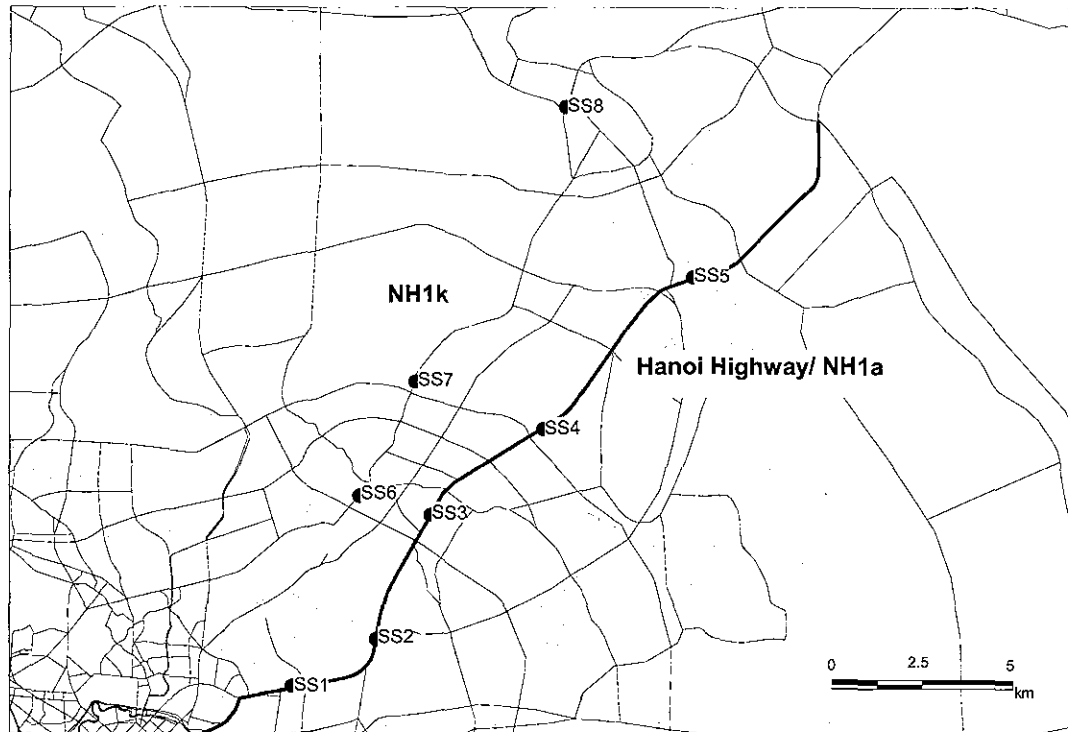 SS8
SS5
NH1k
Hanoi Highway/ NH1a
SS7
SS4
SS6
SS3
SS2
SS1
0 2.5 5
km